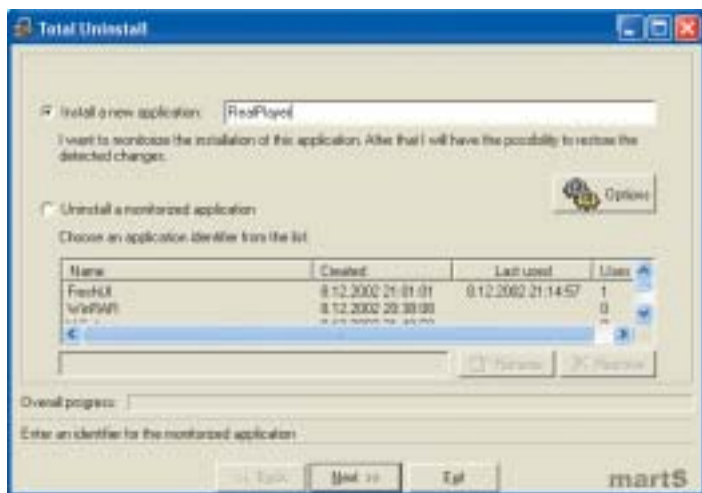 Total Uninstall
Install a new application: RealPlayer
I want to monitorize the installation of this application. After that I will have the possibility to restore the
detected changes.
Options
Uninstall a monitorized application
Choose an application identifier from the list
Name Created Last used Uses
FreshUI 8.12.2002 21:01:01 8.12.2002 21:14:57 1
WinRAR 8.12.2002 20:38:08 0
Rename Remove
Overall progress:
Enter an identifier for the monitorized application
<< Back Next >> Exit
martS